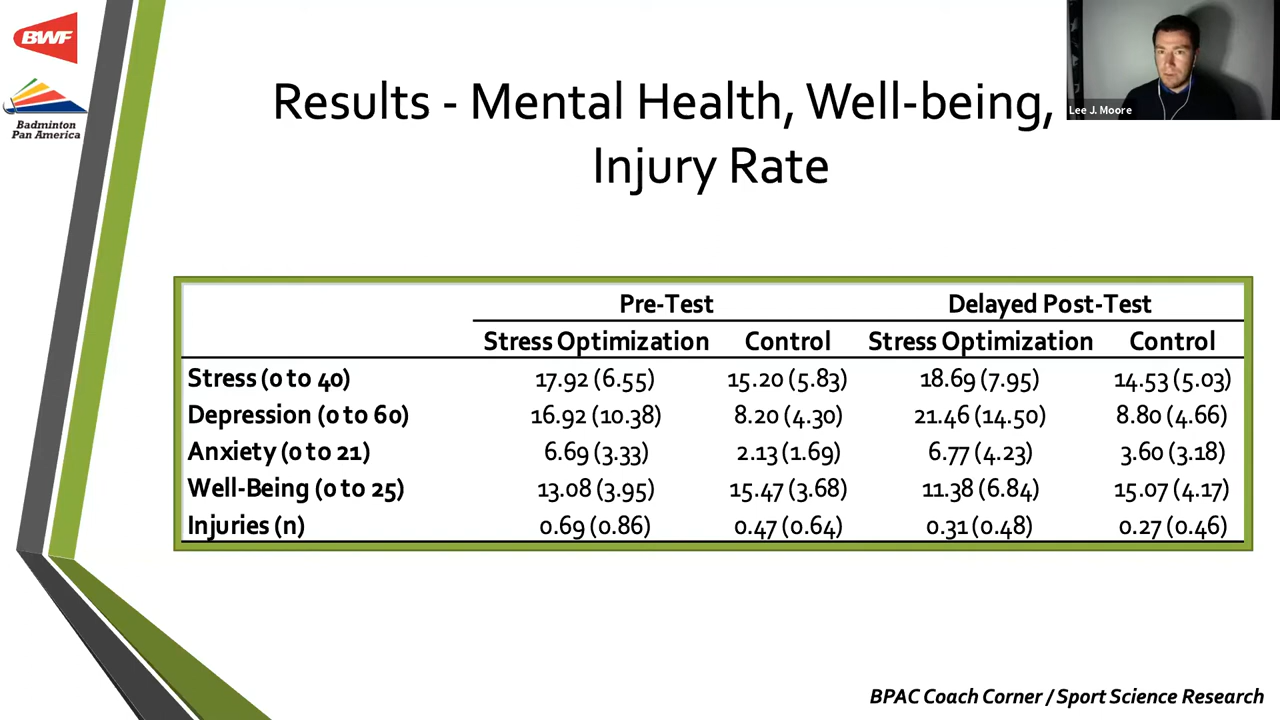 BWF
Badminton
Pan America
Lee J. Moore
Results - Mental Health, Well-being,
Injury Rate
Pre-Test Delayed Post-Test
Stress Optimization Control Stress Optimization Control
Stress (0 to 40) 17.92 (6.55) 15.20 (5.83) 18.69 (7.95) 14.53 (5.03)
Depression (0 to 60) 16.92 (10.38) 8.20 (4.30) 21.46 (14.50) 8.80 (4.66)
Anxiety (0 to 21) 6.69 (3.33) 2.13 (1.69) 6.77 (4.23) 3.60 (3.18)
Well-Being (0 to 25) 13.08 (3.95) 15.47 (3.68) 11.38 (6.84) 15.07 (4.17)
Injuries (n) 0.69 (0.86) 0.47 (0.64) 0.31 (0.48) 0.27 (0.46)
BPAC Coach Corner / Sport Science Research